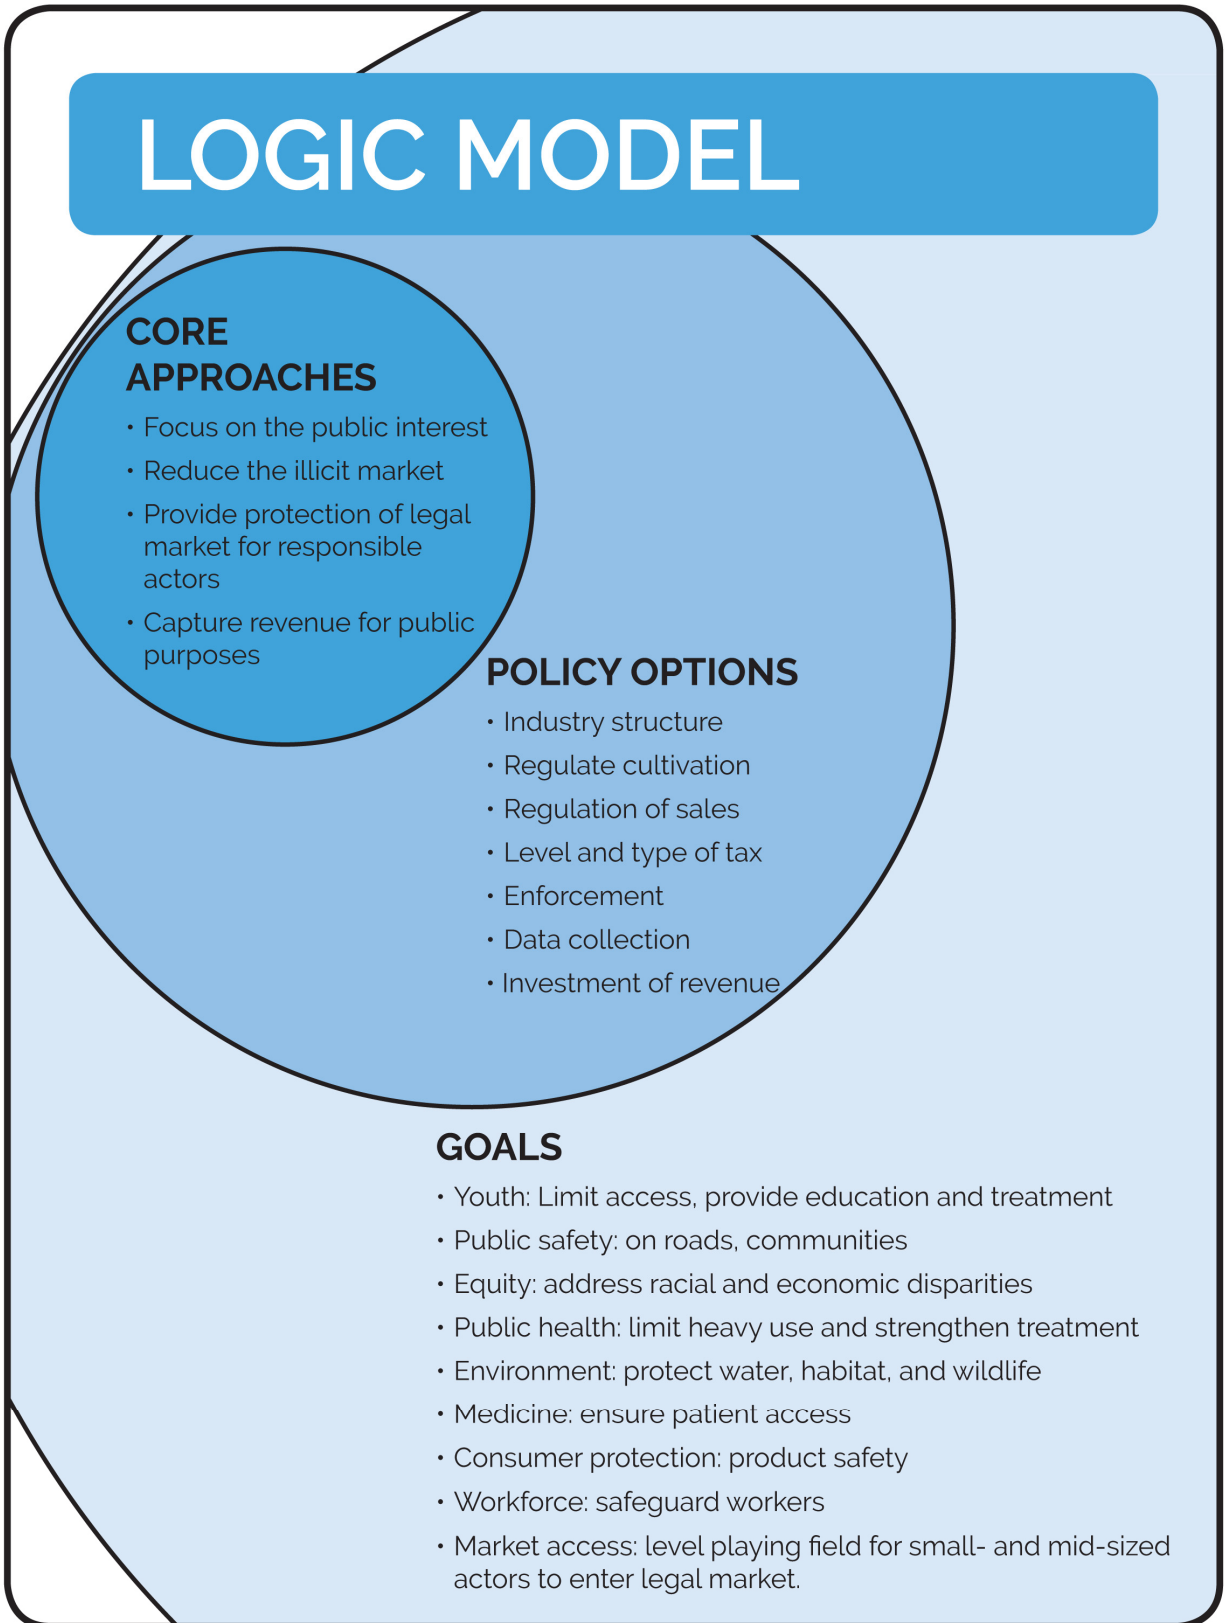 LOGIC MODEL
CORE
APPROACHES
• Focus on the public interest
• Reduce the illicit market
• Provide protection of legal
market for responsible
actors
• Capture revenue for public
purposes
POLICY OPTIONS
• Industry structure
• Regulate cultivation
• Regulation of sales
• Level and type of tax
• Enforcement
• Data collection
• Investment of revenue
GOALS
• Youth: Limit access, provide education and treatment
• Public safety: on roads, communities
• Equity: address racial and economic disparities
• Public health: limit heavy use and strengthen treatment
• Environment: protect water, habitat, and wildlife
• Medicine: ensure patient access
• Consumer protection: product safety
• Workforce: safeguard workers
• Market access: level playing field for small- and mid-sized
actors to enter legal market.